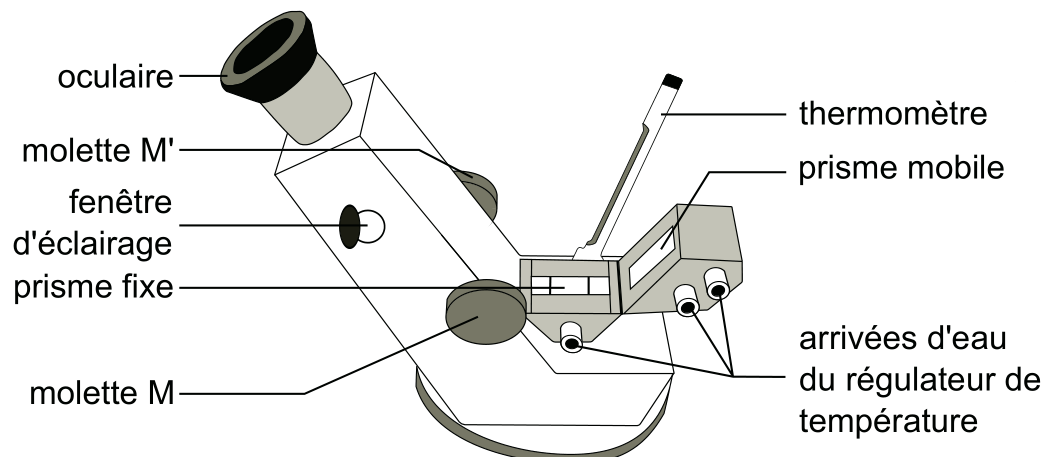 oculaire
molette M'
fenêtre
d'éclairage
prisme fixe
molette M
thermomètre
prisme mobile
arrivées d'eau
du régulateur de
température